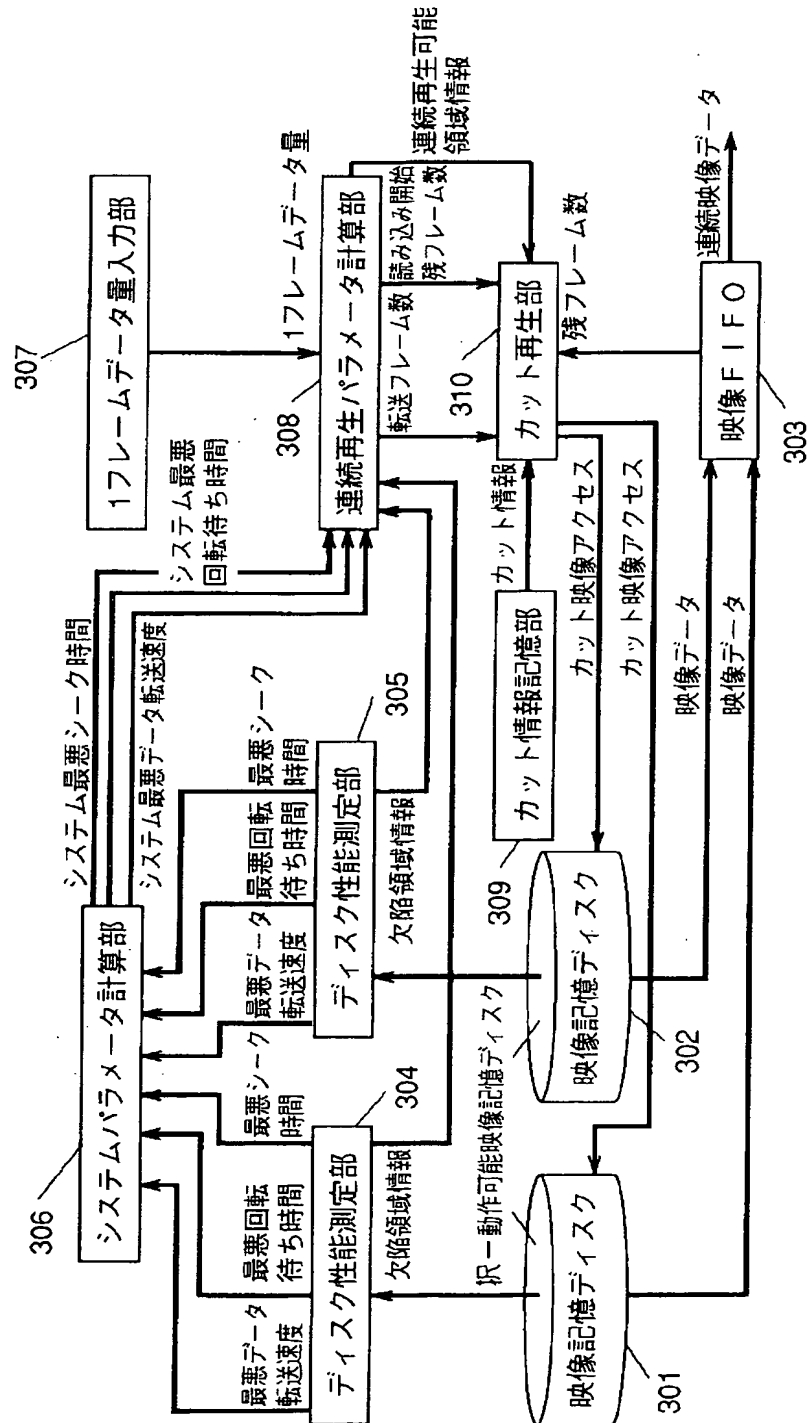 306
システムパラメータ計算部
システム最悪シーク時間
システム最悪データ転送速度
システム最悪
回転待ち時間
307
1フレームデータ量入力部
1フレームデータ量
308
連続再生パラメータ計算部
連続再生可能
領域情報
読み込み開始
残フレーム数
転送フレーム数
最悪データ
転送速度
最悪回転
待ち時間
最悪シーク
時間
304
ディスク性能測定部
欠陥領域情報
最悪データ
転送速度
最悪回転
待ち時間
最悪シーク
時間
305
ディスク性能測定部
欠陥領域情報
309
カット情報記憶部
カット情報
310
カット再生部
残フレーム数
カット映像アクセス
カット映像アクセス
択一動作可能映像記憶ディスク
映像記憶ディスク
301
映像記憶ディスク
302
映像データ
映像データ
映像FIFO
303
連続映像データ